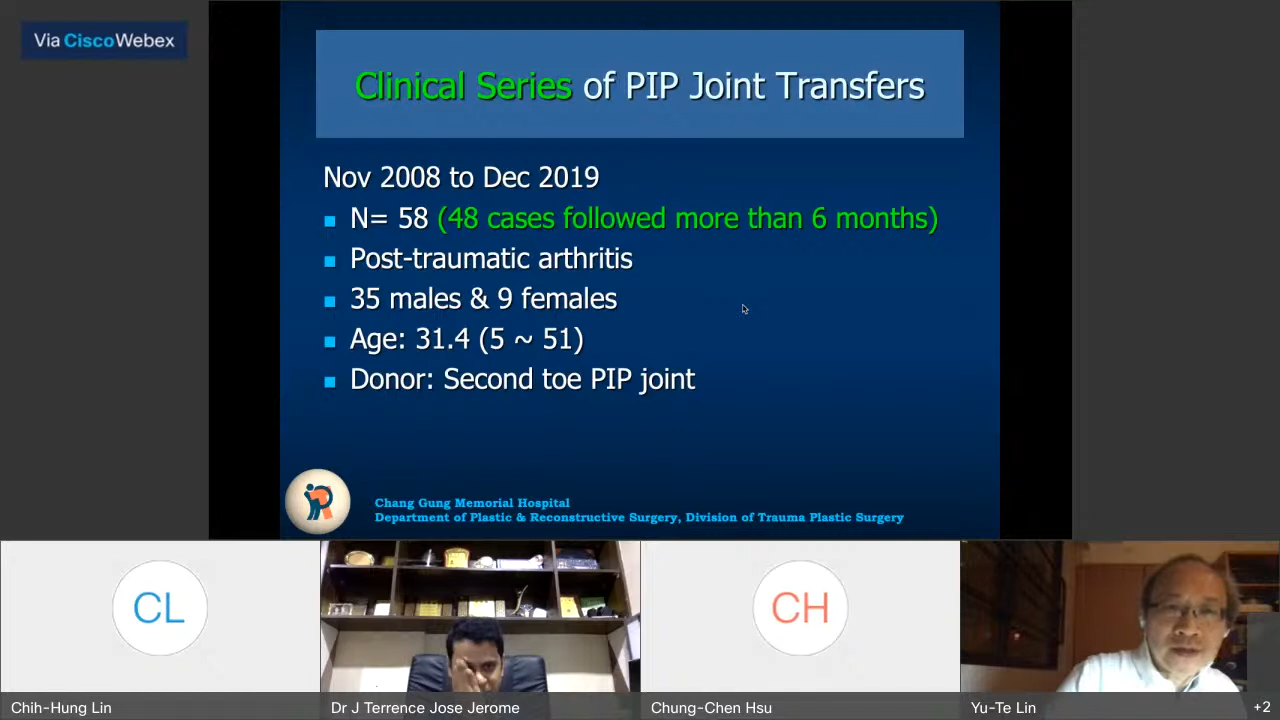 Via CiscoWebex
Clinical Series of PIP Joint Transfers
Nov 2008 to Dec 2019
N= 58 (48 cases followed more than 6 months)
Post-traumatic arthritis
35 males & 9 females
Age: 31.4 (5 ~ 51)
Donor: Second toe PIP joint
Chang Gung Memorial Hospital
Department of Plastic & Reconstructive Surgery, Division of Trauma Plastic Surgery
CL
CH
Chih-Hung Lin
Dr J Terrence Jose Jerome
Chung-Chen Hsu
Yu-Te Lin
+2